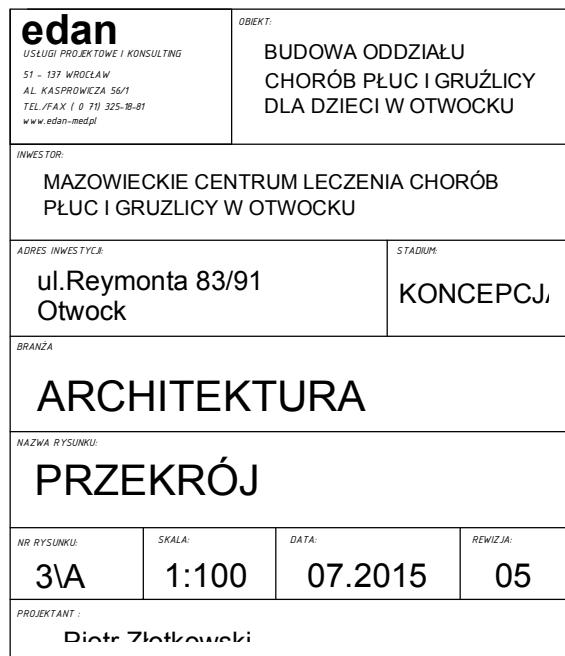 edan
USŁUGI PROJEKTOWE I KONSULTING
51 - 137 WROCŁAW
AL. KASPROWICZA 56/1
TEL./FAX ( 0 71) 325-18-81
www.edan-med.pl
OBIEKT:
BUDOWA ODDZIAŁU
CHORÓB PŁUC I GRUŹLICY
DLA DZIECI W OTWOCKU
INWESTOR:
MAZOWIECKIE CENTRUM LECZENIA CHORÓB
PŁUC I GRUZLICY W OTWOCKU
ADRES INWESTYCJI:
ul.Reymonta 83/91
Otwock
STADIUM:
KONCEPCJA
BRANŻA
ARCHITEKTURA
NAZWA RYSUNKU:
PRZEKRÓJ
NR RYSUNKU:
3\A
SKALA:
1:100
DATA:
07.2015
REWIZJA:
05
PROJEKTANT :
Piotr Złotkowski